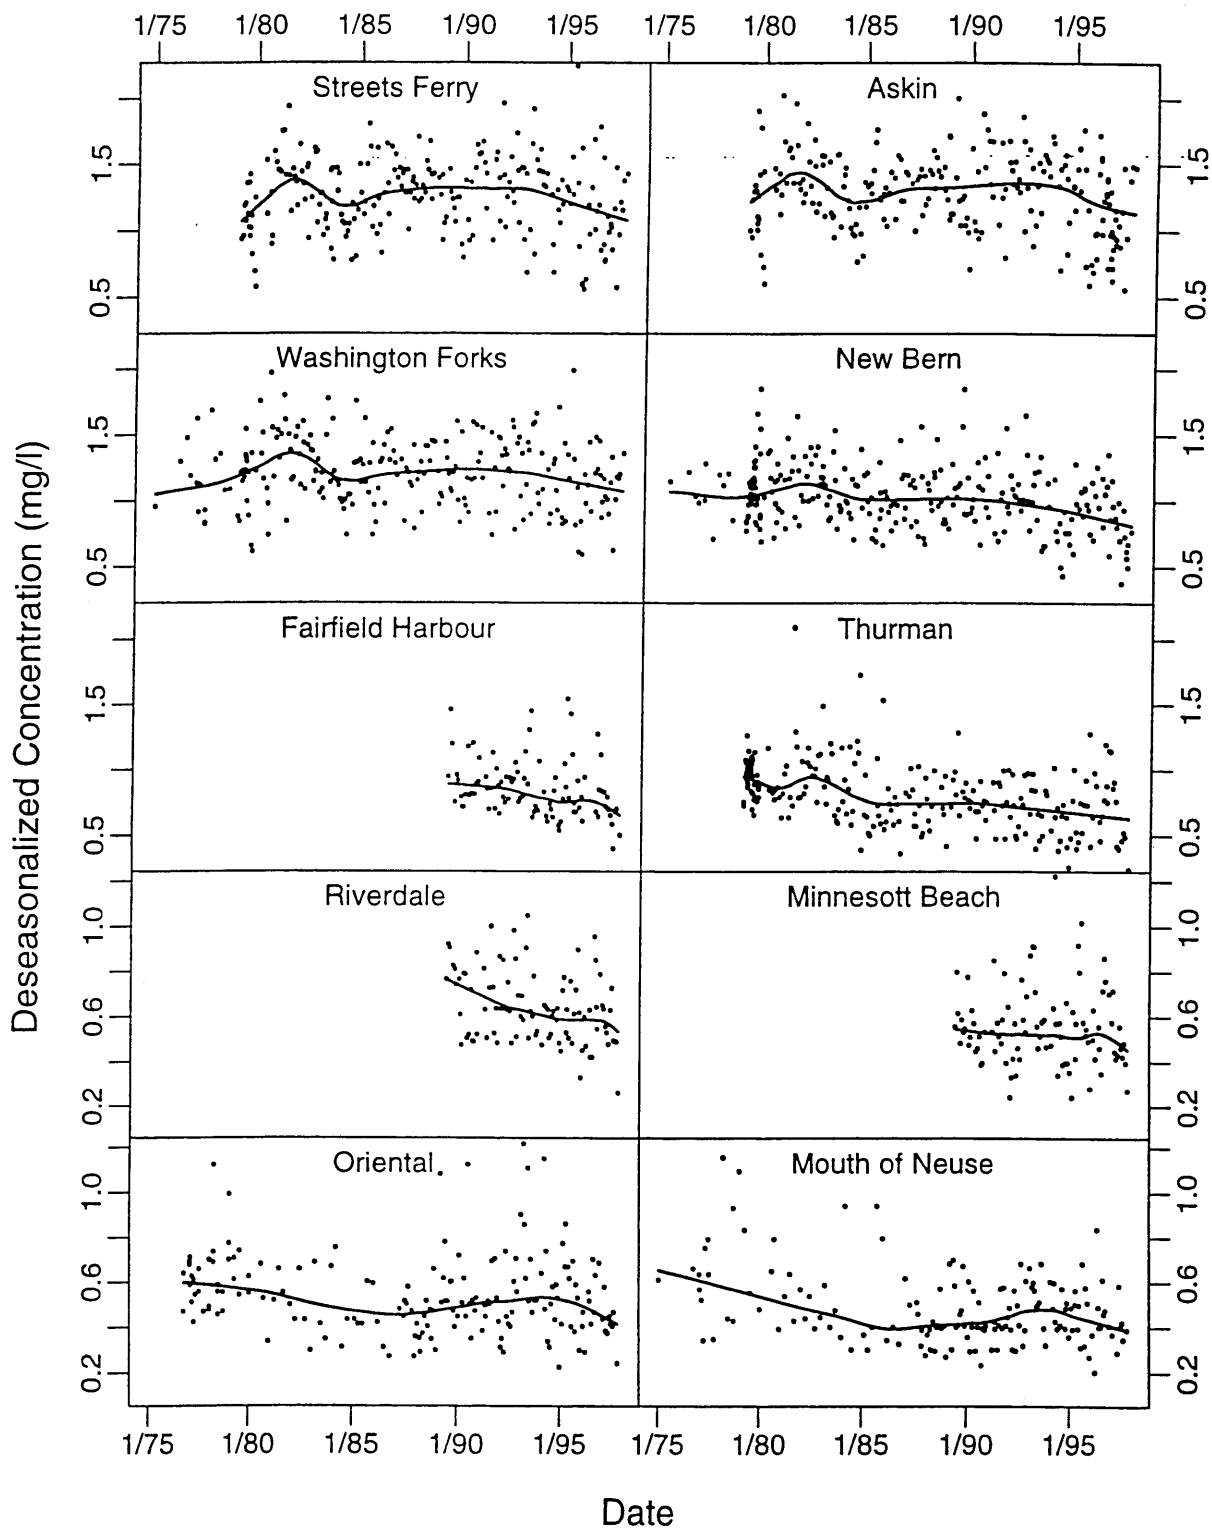 1/75 1/80 1/85 1/90 1/95 1/75 1/80 1/85 1/90 1/95
Streets Ferry Askin
1.5 1.5
0.5 0.5
Washington Forks New Bern
1.5 1.5
0.5 0.5
Fairfield Harbour Thurman
1.5 1.5
0.5 0.5
Deseasonalized Concentration (mg/l)
Riverdale Minnesott Beach
1.0 1.0
0.6 0.6
0.2 0.2
Oriental Mouth of Neuse
1.0 1.0
0.6 0.6
0.2 0.2
1/75 1/80 1/85 1/90 1/95 1/75 1/80 1/85 1/90 1/95
Date